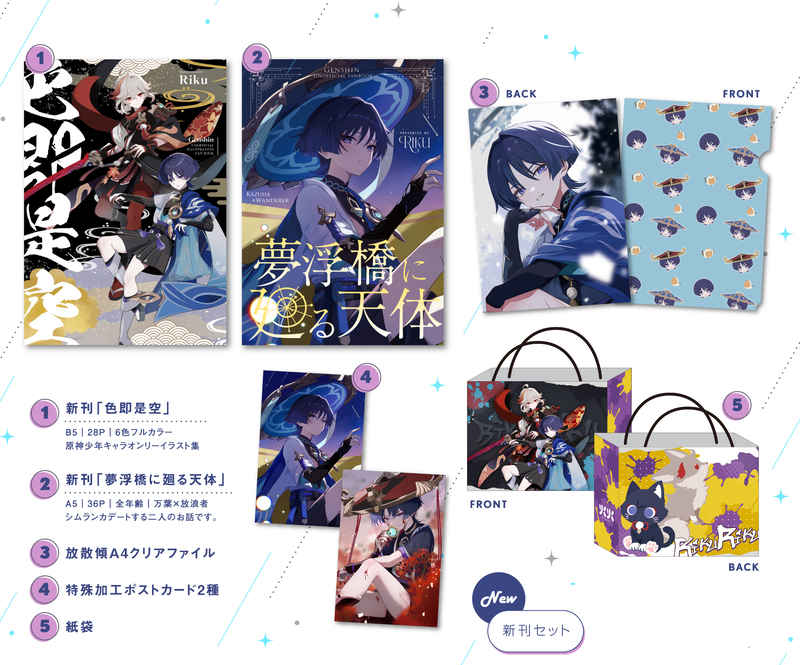 1
色即是空
Riku
Genshin
2
GENSHIN
UNOFFICIAL FANBOOK
PRESENTED BY
RIKU
KAZUHA
×WANDERER
夢浮橋に
廻る天体
3
BACK
FRONT
4
5
FRONT
Riku Riku
BACK
1
新刊「色即是空」
B5｜28P｜6色フルカラー
原神少年キャラオンリーイラスト集
2
新刊「夢浮橋に廻る天体」
A5｜36P｜全年齢｜万葉×放浪者
シムランカデートする二人のお話です。
3
放散傾A4クリアファイル
4
特殊加工ポストカード2種
5
紙袋
New
新刊セット